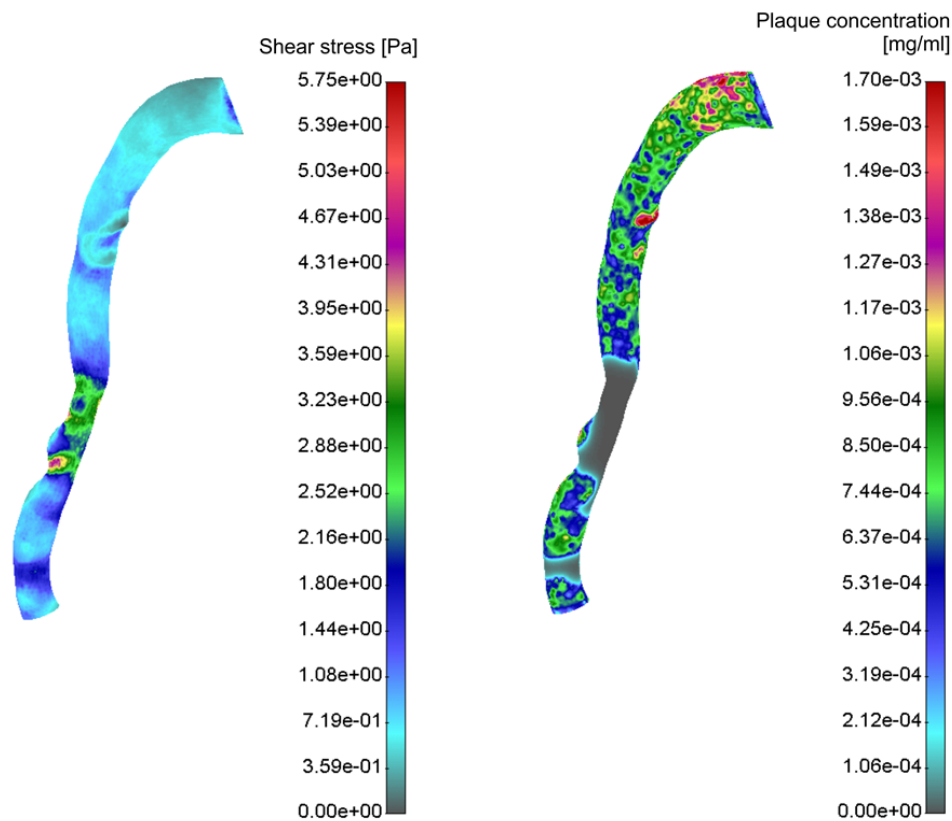 Shear stress [Pa]
5.75e+00
5.39e+00
5.03e+00
4.67e+00
4.31e+00
3.95e+00
3.59e+00
3.23e+00
2.88e+00
2.52e+00
2.16e+00
1.80e+00
1.44e+00
1.08e+00
7.19e-01
3.59e-01
0.00e+00
Plaque concentration
[mg/ml]
1.70e-03
1.59e-03
1.49e-03
1.38e-03
1.27e-03
1.17e-03
1.06e-03
9.56e-04
8.50e-04
7.44e-04
6.37e-04
5.31e-04
4.25e-04
3.19e-04
2.12e-04
1.06e-04
0.00e+00